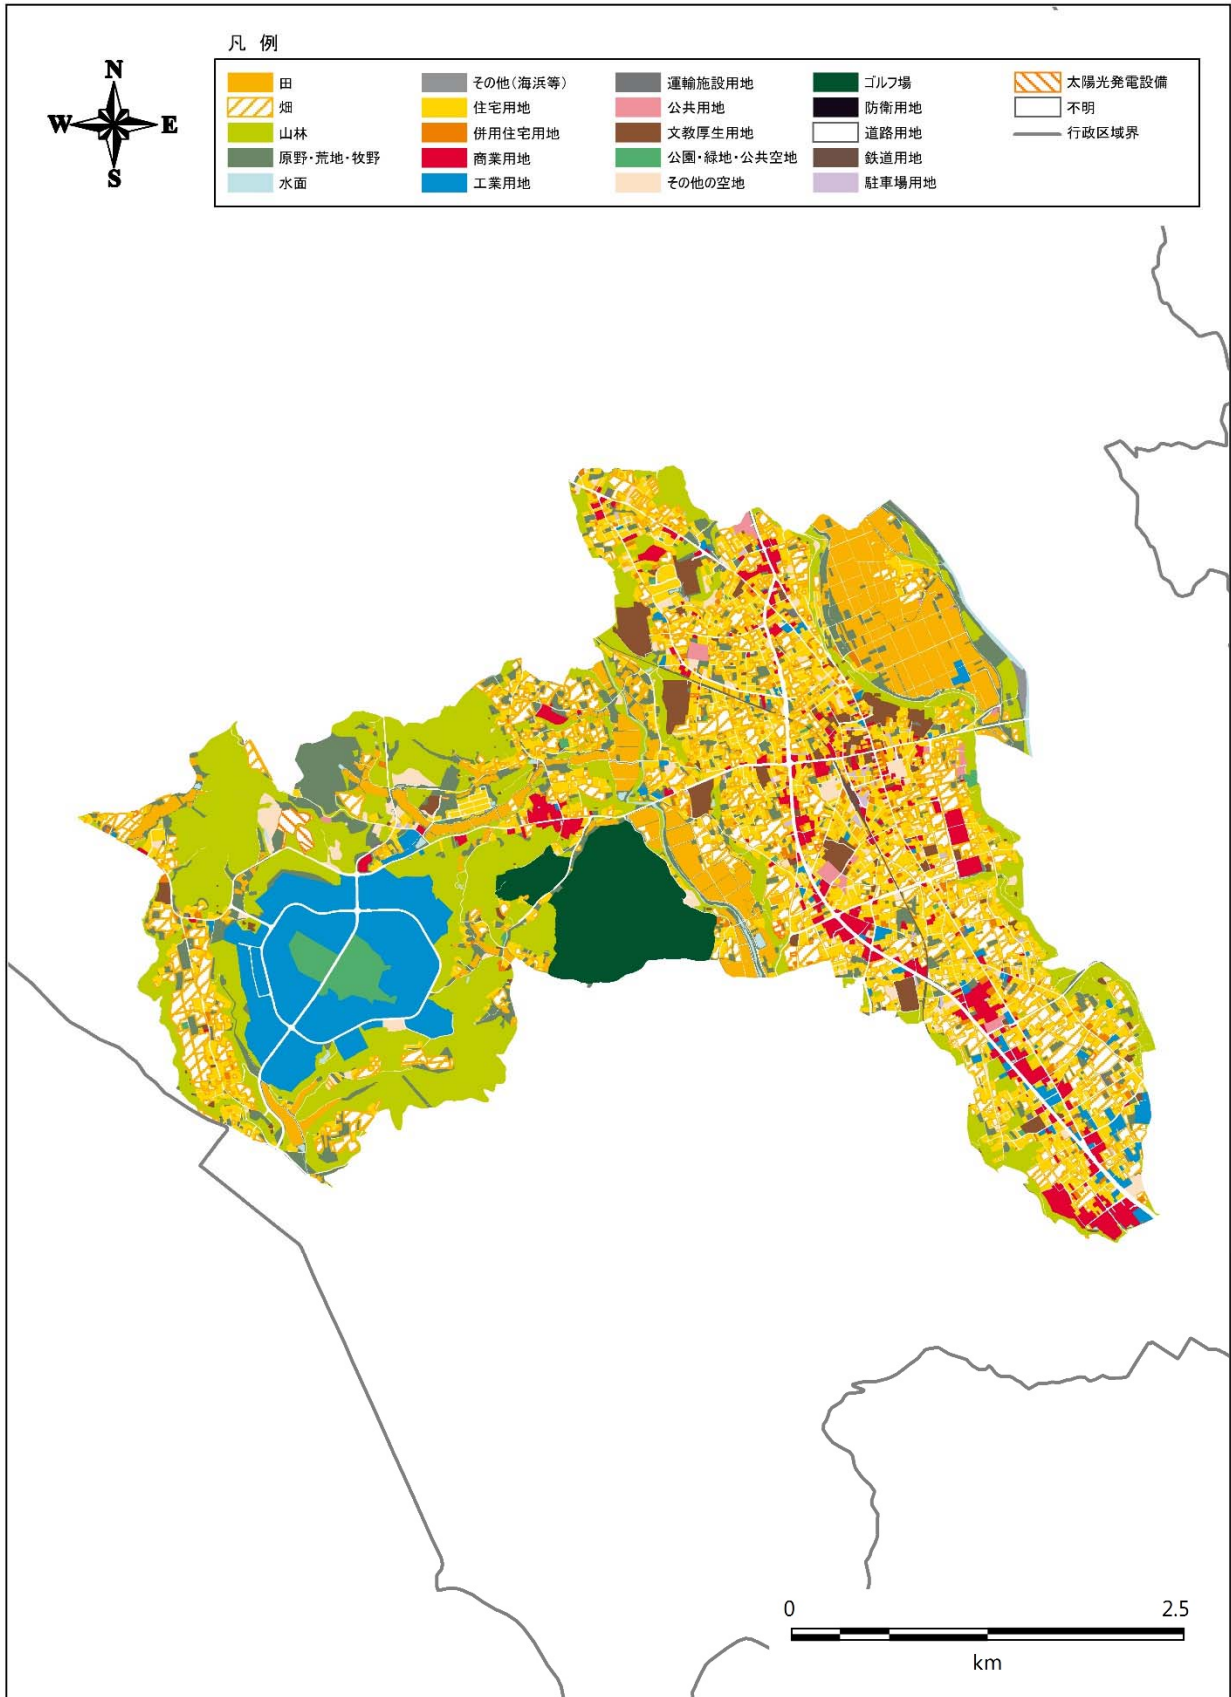 凡 例
N
W E
S
田
畑
山林
原野・荒地・牧野
水面
その他(海浜等)
住宅用地
併用住宅用地
商業用地
工業用地
運輸施設用地
公共用地
文教厚生用地
公園・緑地・公共空地
その他の空地
ゴルフ場
防衛用地
道路用地
鉄道用地
駐車場用地
太陽光発電設備
不明
行政区域界
0 2.5
km